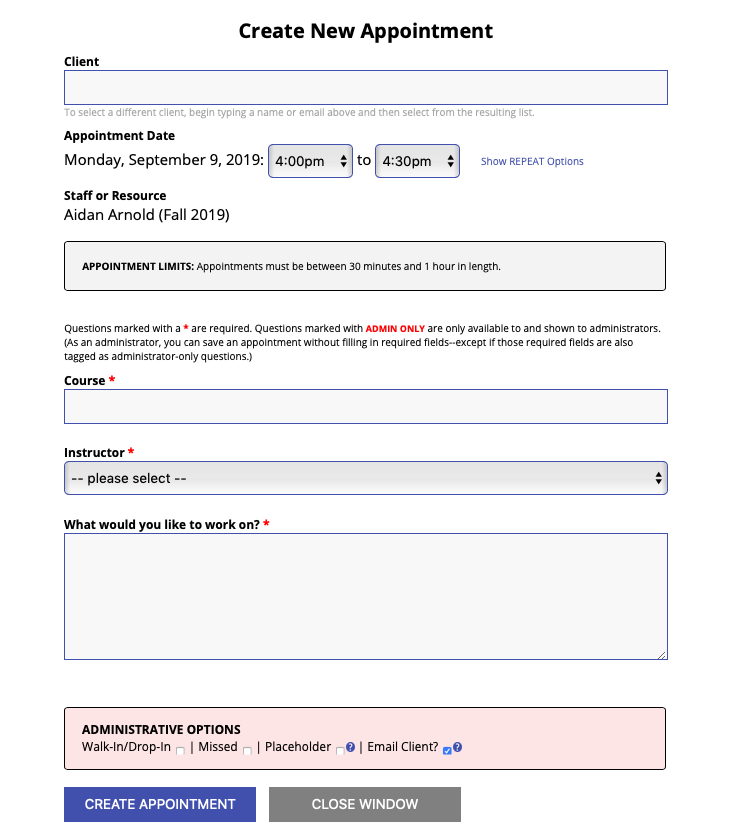 Create New Appointment
Client
To select a different client, begin typing a name or email above and then select from the resulting list.
Appointment Date
Monday, September 9, 2019: 4:00pm to 4:30pm Show REPEAT Options
Staff or Resource
Aidan Arnold (Fall 2019)
APPOINTMENT LIMITS: Appointments must be between 30 minutes and 1 hour in length.
Questions marked with a * are required. Questions marked with ADMIN ONLY are only available to and shown to administrators.
(As an administrator, you can save an appointment without filling in required fields--except if those required fields are also
tagged as administrator-only questions.)
Course *
Instructor *
-- please select --
What would you like to work on? *
ADMINISTRATIVE OPTIONS
Walk-In/Drop-In | Missed | Placeholder ? | Email Client? ?
CREATE APPOINTMENT CLOSE WINDOW